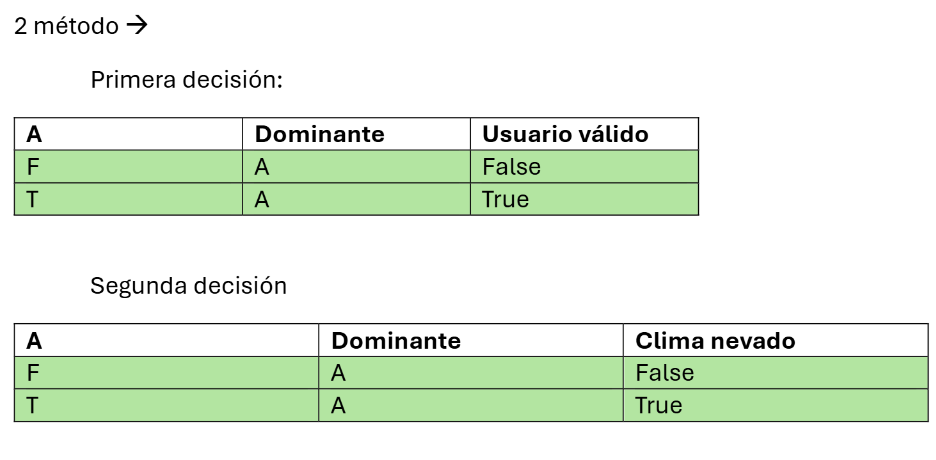 2 método →
Primera decisión:
A Dominante Usuario válido
F A False
T A True
Segunda decisión
A Dominante Clima nevado
F A False
T A True